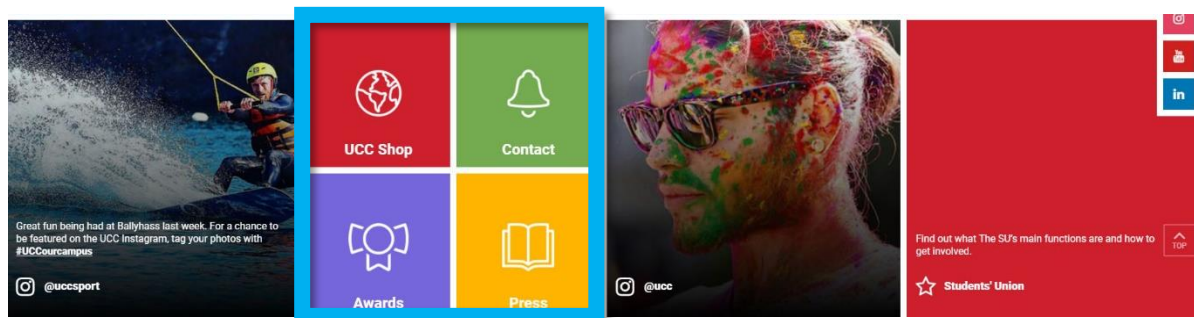 Great fun being had at Ballyhass last week. For a chance to
be featured on the UCC Instagram, tag your photos with
#UCCourcampus
@uccsport
UCC Shop
Contact
Awards
Press
@ucc
Find out what The SU's main functions are and how to
get involved.
Students' Union
You
Tube
in
TOP